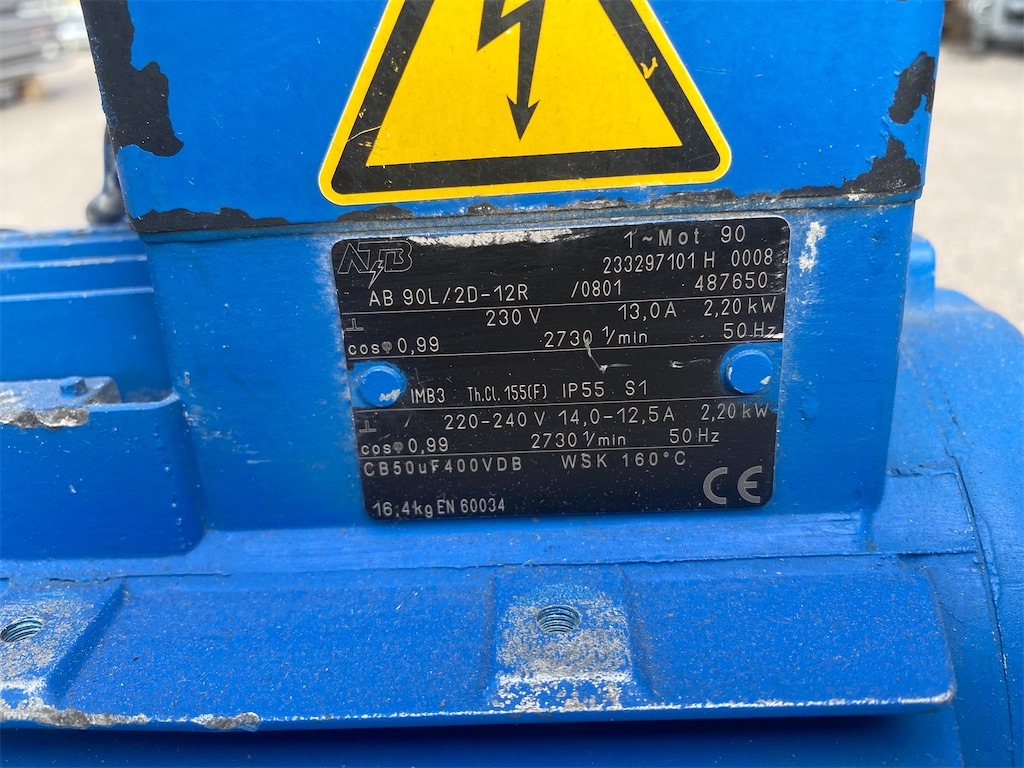 ATB 1~Mot 90
233297101 H 0008
AB 90L/2D-12R /0801 487650
230 V 13,0A 2,20 kW
cosφ 0,99 2730 1/min 50 Hz
IMB3 Th.Cl. 155(F) IP55 S1
220-240 V 14,0-12,5A 2,20 kW
cosφ 0,99 2730 1/min 50 Hz
CB50uF400VDB WSK 160°C
16,4kg EN 60034 CE